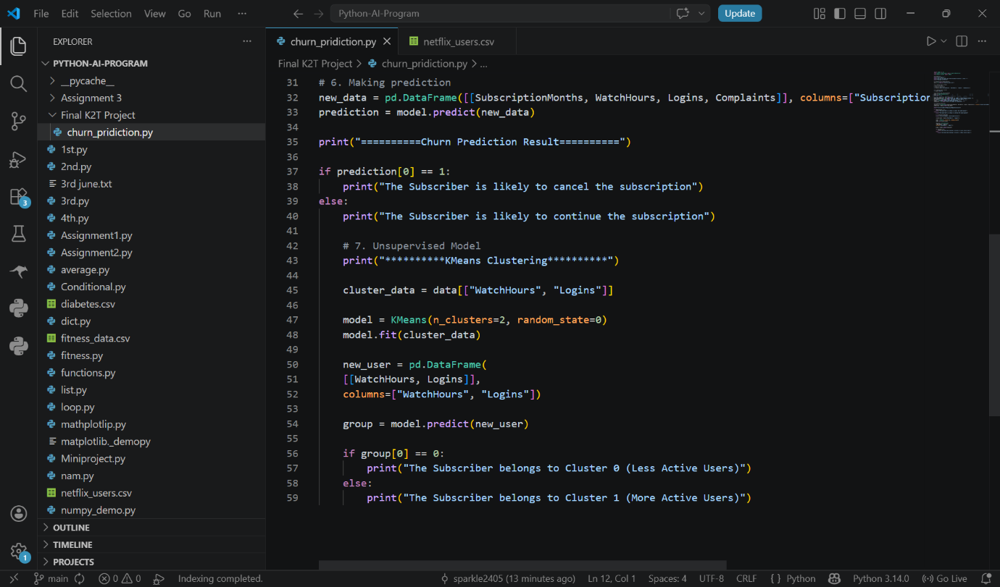 File Edit Selection View Go Run ··· Python-AI-Program Update
EXPLORER ···
churn_pridiction.py
netflix_users.csv
PYTHON-AI-PROGRAM
Final K2T Project > churn_pridiction.py > ...
__pycache__
Assignment 3
Final K2T Project
churn_pridiction.py
1st.py
2nd.py
3rd june.txt
3rd.py
4th.py
Assignment1.py
Assignment2.py
average.py
Conditional.py
diabetes.csv
dict.py
fitness_data.csv
fitness.py
functions.py
list.py
loop.py
mathplotlip.py
matplotlib._demopy
Miniproject.py
nam.py
netflix_users.csv
numpy_demo.py
OUTLINE
TIMELINE
PROJECTS
3
1
31 # 6. Making prediction
32 new_data = pd.DataFrame([[SubscriptionMonths, WatchHours, Logins, Complaints]], columns=["Subscription
33 prediction = model.predict(new_data)
34
35 print("==========Churn Prediction Result==========")
36
37 if prediction[0] == 1:
38     print("The Subscriber is likely to cancel the subscription")
39 else:
40     print("The Subscriber is likely to continue the subscription")
41
42     # 7. Unsupervised Model
43     print("**********KMeans Clustering**********")
44
45     cluster_data = data[["WatchHours", "Logins"]]
46
47     model = KMeans(n_clusters=2, random_state=0)
48     model.fit(cluster_data)
49
50     new_user = pd.DataFrame(
51     [[WatchHours, Logins]],
52     columns=["WatchHours", "Logins"])
53
54     group = model.predict(new_user)
55
56     if group[0] == 0:
57         print("The Subscriber belongs to Cluster 0 (Less Active Users)")
58     else:
59         print("The Subscriber belongs to Cluster 1 (More Active Users)")
main 0 0 Indexing completed. sparkle2405 (13 minutes ago) Ln 12, Col 1 Spaces: 4 UTF-8 CRLF { } Python Python 3.14.0 Go Live